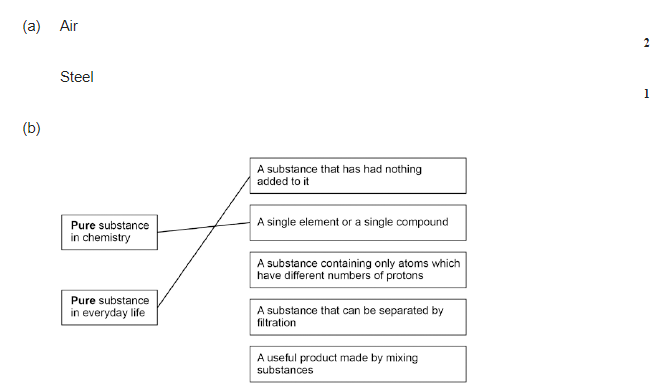 (a) Air
2
Steel
1
(b)
A substance that has had nothing
added to it
Pure substance
in chemistry
A single element or a single compound
A substance containing only atoms which
have different numbers of protons
Pure substance
in everyday life
A substance that can be separated by
filtration
A useful product made by mixing
substances